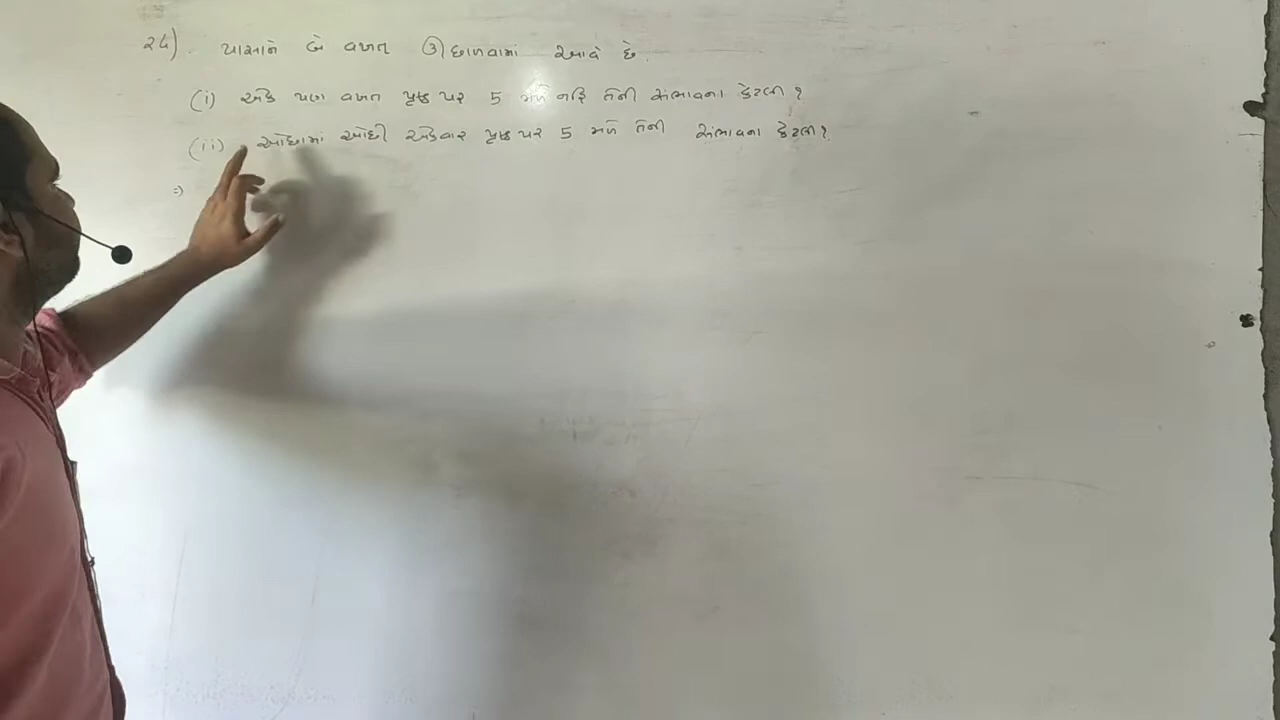 ૨૪) પાસાને બે વખત ઉછાળવામાં આવે છે.
(i) એક પણ વખત પૃષ્ઠ પર 5 મળે નહિ તેની સંભાવના કેટલી ?
(ii) ઓછામાં ઓછી એકવાર પૃષ્ઠ પર 5 મળે તેની સંભાવના કેટલી ?
⇒